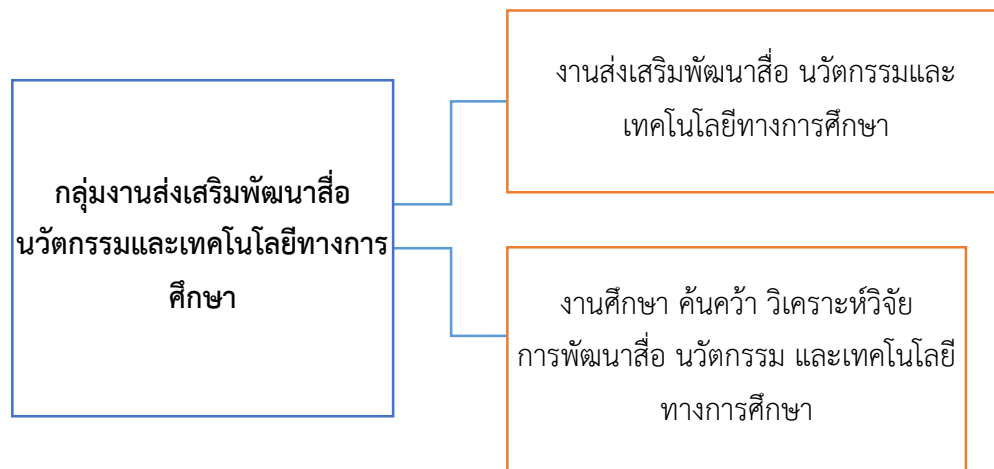 กลุ่มงานส่งเสริมพัฒนาสื่อ
นวัตกรรมและเทคโนโลยีทางการ
ศึกษา
งานส่งเสริมพัฒนาสื่อ นวัตกรรมและ
เทคโนโลยีทางการศึกษา
งานศึกษา ค้นคว้า วิเคราะห์วิจัย
การพัฒนาสื่อ นวัตกรรม และเทคโนโลยี
ทางการศึกษา